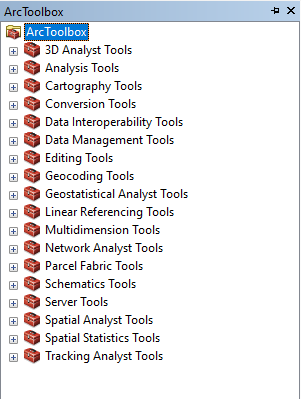 ArcToolbox
ArcToolbox
3D Analyst Tools
Analysis Tools
Cartography Tools
Conversion Tools
Data Interoperability Tools
Data Management Tools
Editing Tools
Geocoding Tools
Geostatistical Analyst Tools
Linear Referencing Tools
Multidimension Tools
Network Analyst Tools
Parcel Fabric Tools
Schematics Tools
Server Tools
Spatial Analyst Tools
Spatial Statistics Tools
Tracking Analyst Tools